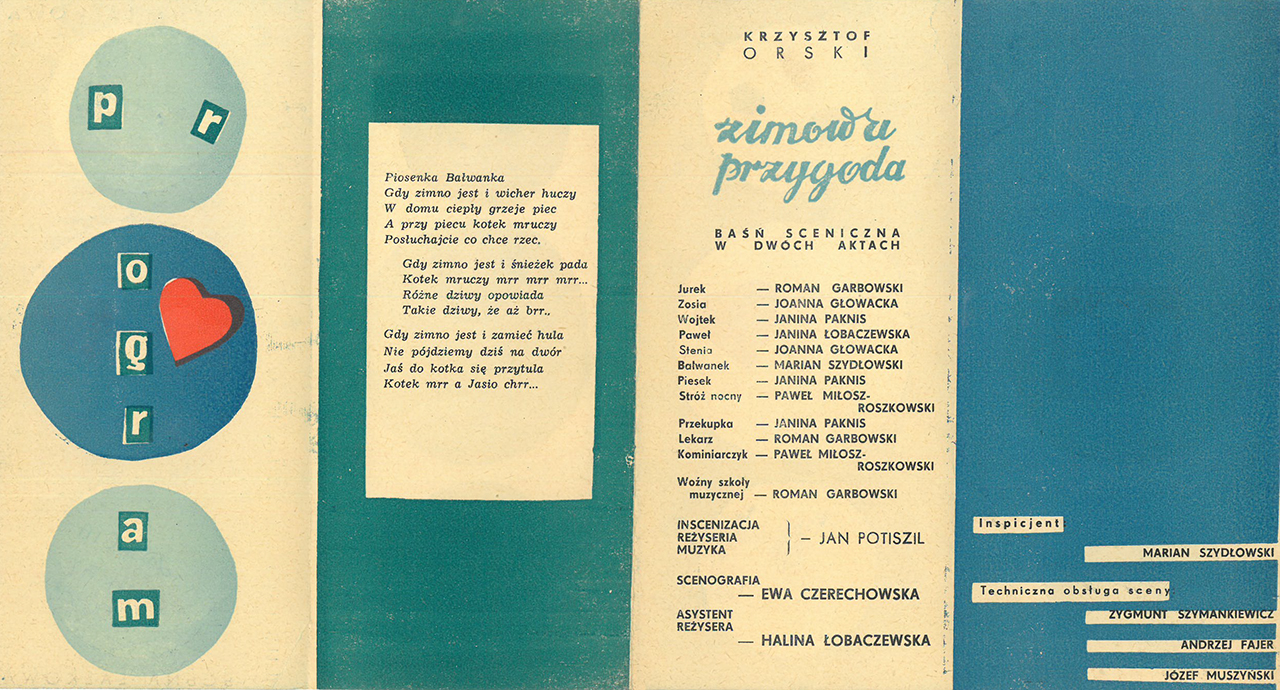 pr
o
g
r
a
m
Piosenka Bałwanka
Gdy zimno jest i wicher huczy
W domu ciepły grzeje piec
A przy piecu kotek mruczy
Posłuchajcie co chce rzec.
Gdy zimno jest i śnieżek pada
Kotek mruczy mrr mrr mrr...
Różne dziwy opowiada
Takie dziwy, że aż brr..
Gdy zimno jest i zamieć hula
Nie pójdziemy dziś na dwór
Jaś do kotka się przytula
Kotek mrr a Jasio chrr...
KRZYSZTOF
ORSKI
zimowa
przygoda
BAŚŃ SCENICZNA
W DWÓCH AKTACH
Jurek — ROMAN GARBOWSKI
Zosia — JOANNA GŁOWACKA
Wojtek — JANINA PAKNIS
Paweł — JANINA ŁOBACZEWSKA
Stenia — JOANNA GŁOWACKA
Bałwanek — MARIAN SZYDŁOWSKI
Piesek — JANINA PAKNIS
Stróż nocny — PAWEŁ MIŁOSZ-
ROSZKOWSKI
Przekupka — JANINA PAKNIS
Lekarz — ROMAN GARBOWSKI
Kominiarczyk — PAWEŁ MIŁOSZ-
ROSZKOWSKI
Woźny szkoły
muzycznej — ROMAN GARBOWSKI
INSCENIZACJA
REŻYSERIA — JAN POTISZIL
MUZYKA
SCENOGRAFIA
— EWA CZERECHOWSKA
ASYSTENT
REŻYSERA
— HALINA ŁOBACZEWSKA
Inspicjent
MARIAN SZYDŁOWSKI
Techniczna obsługa sceny
ZYGMUNT SZYMANKIEWICZ
ANDRZEJ FAJER
JÓZEF MUSZYŃSKI